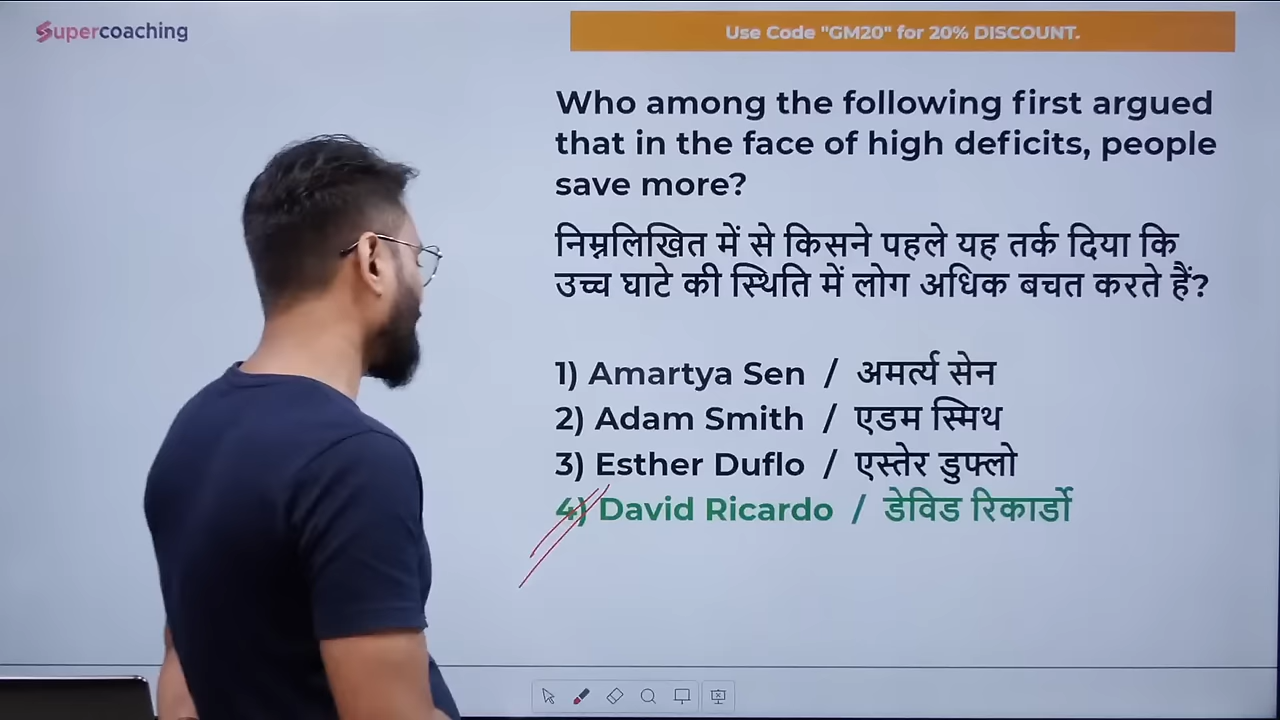 Supercoaching
Use Code "GM20" for 20% DISCOUNT.
Who among the following first argued
that in the face of high deficits, people
save more?
निम्नलिखित में से किसने पहले यह तर्क दिया कि
उच्च घाटे की स्थिति में लोग अधिक बचत करते हैं?
1) Amartya Sen / अमर्त्य सेन
2) Adam Smith / एडम स्मिथ
3) Esther Duflo / एस्तेर डुफ्लो
4) David Ricardo / डेविड रिकार्डो